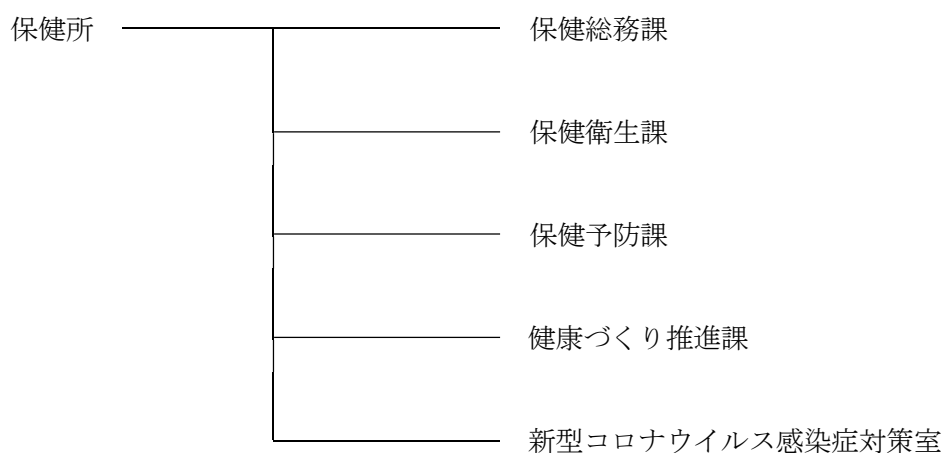 保健所
保健総務課
保健衛生課
保健予防課
健康づくり推進課
新型コロナウイルス感染症対策室